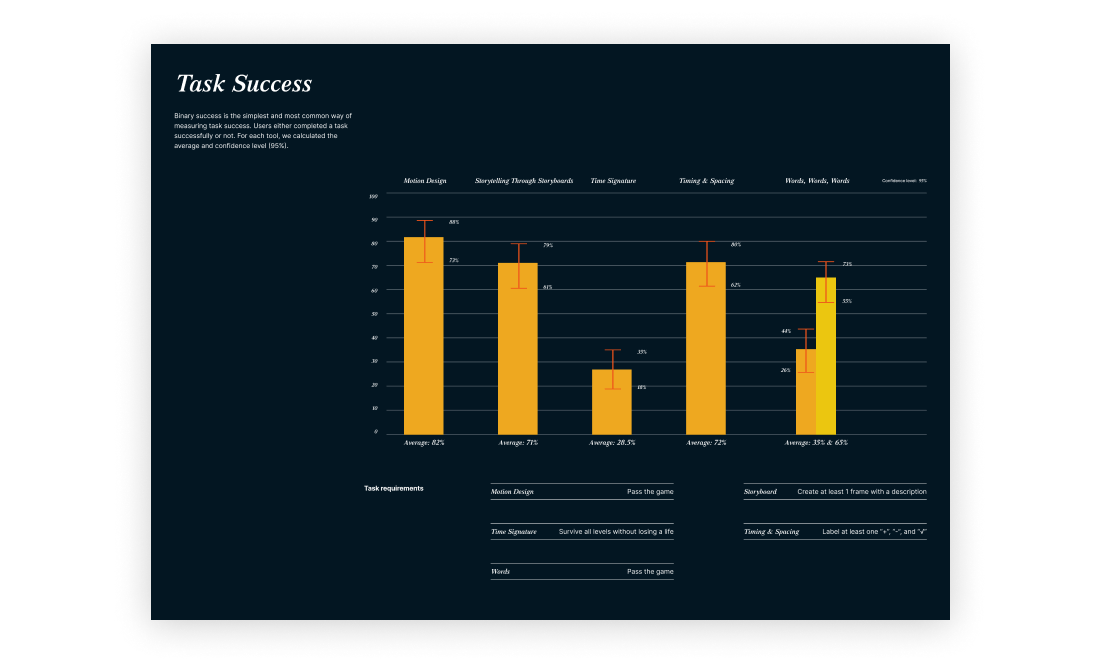 Task Success
Binary success is the simplest and most common way of
measuring task success. Users either completed a task
successfully or not. For each tool, we calculated the
average and confidence level (95%).
Motion Design
Storytelling Through Storyboards
Time Signature
Timing & Spacing
Words, Words, Words
Confidence level: 95%
100
90
80
70
60
50
40
30
20
10
0
88%
73%
79%
61%
35%
18%
80%
62%
44%
26%
73%
55%
Average: 82%
Average: 71%
Average: 28.5%
Average: 72%
Average: 35% & 65%
Task requirements
Motion Design Pass the game
Time Signature Survive all levels without losing a life
Words Pass the game
Storyboard Create at least 1 frame with a description
Timing & Spacing Label at least one "+", "-", and "√"